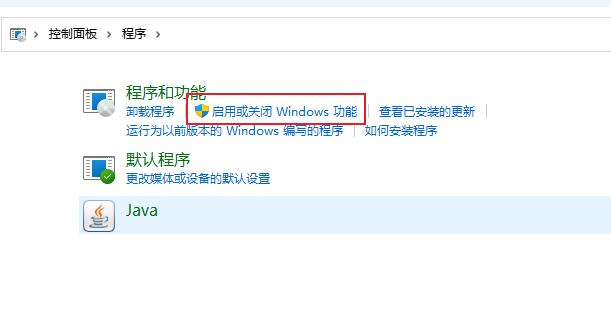 控制面板 > 程序 >
程序和功能
卸载程序 启用或关闭 Windows 功能 查看已安装的更新
运行为以前版本的 Windows 编写的程序 如何安装程序
默认程序
更改媒体或设备的默认设置
Java